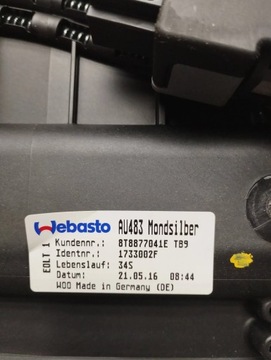 Webasto AU483 Mondsilber
EOLT 1
Kundennr.: 8T8877041E TB9
Identnr.: 1733002F
Lebenslauf: 34S
Datum: 21.05.16 08:44
WOO Made in Germany (DE)